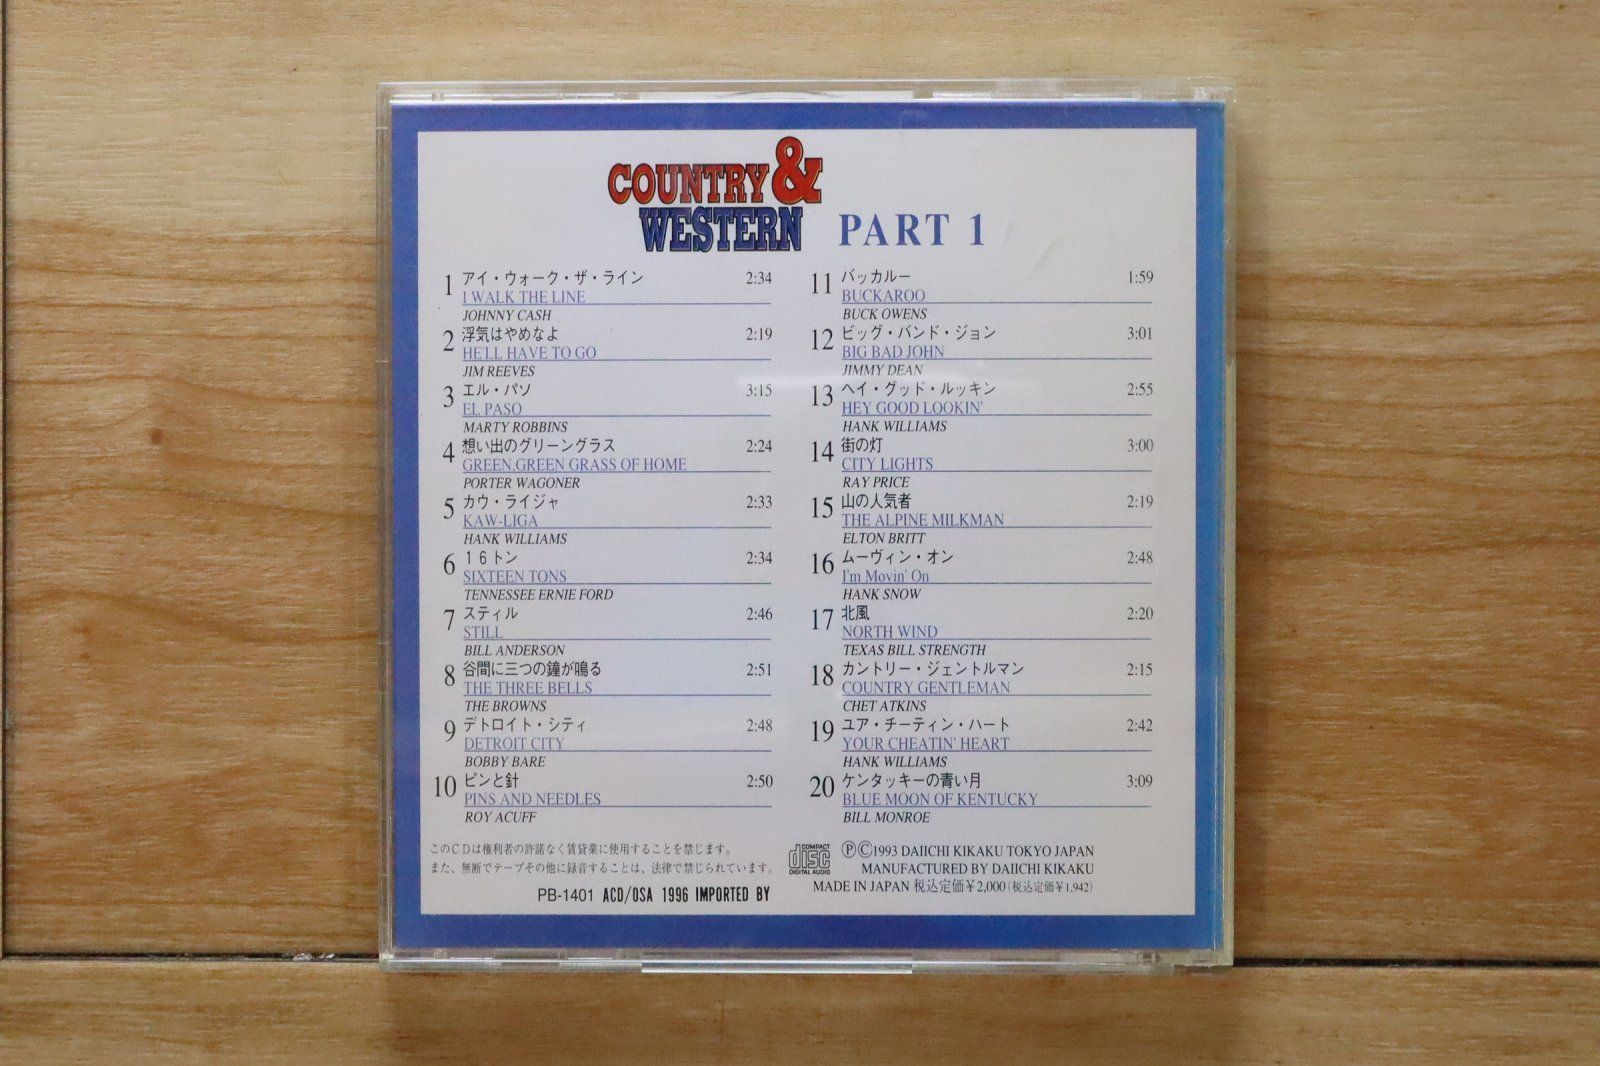 COUNTRY &
WESTERN
PART 1
1 アイ・ウォーク・ザ・ライン 2:34
I WALK THE LINE
JOHNNY CASH
2 浮気はやめなよ 2:19
HE'LL HAVE TO GO
JIM REEVES
3 エル・パソ 3:15
EL PASO
MARTY ROBBINS
4 想い出のグリーングラス 2:24
GREEN.GREEN GRASS OF HOME
PORTER WAGONER
5 カウ・ライジャ 2:33
KAW-LIGA
HANK WILLIAMS
6 16トン 2:34
SIXTEEN TONS
TENNESSEE ERNIE FORD
7 スティル 2:46
STILL
BILL ANDERSON
8 谷間に三つの鐘が鳴る 2:51
THE THREE BELLS
THE BROWNS
9 デトロイト・シティ 2:48
DETROIT CITY
BOBBY BARE
10 ピンと針 2:50
PINS AND NEEDLES
ROY ACUFF
11 バッカルー 1:59
BUCKAROO
BUCK OWENS
12 ビッグ・バンド・ジョン 3:01
BIG BAD JOHN
JIMMY DEAN
13 ヘイ・グッド・ルッキン 2:55
HEY GOOD LOOKIN'
HANK WILLIAMS
14 街の灯 3:00
CITY LIGHTS
RAY PRICE
15 山の人気者 2:19
THE ALPINE MILKMAN
ELTON BRITT
16 ムーヴィン・オン 2:48
I'm Movin' On
HANK SNOW
17 北風 2:20
NORTH WIND
TEXAS BILL STRENGTH
18 カントリー・ジェントルマン 2:15
COUNTRY GENTLEMAN
CHET ATKINS
19 ユア・チーティン・ハート 2:42
YOUR CHEATIN' HEART
HANK WILLIAMS
20 ケンタッキーの青い月 3:09
BLUE MOON OF KENTUCKY
BILL MONROE
このCDは権利者の許諾なく賃貸業に使用することを禁じます。
また、無断でテープその他に録音することは、法律で禁じられています。
PB-1401 ACD/OSA 1996 IMPORTED BY
COMPACT
disc
DIGITAL AUDIO
ⓅⒸ1993 DAIICHI KIKAKU TOKYO JAPAN
MANUFACTURED BY DAIICHI KIKAKU
MADE IN JAPAN 税込定価¥2,000(税込定価¥1,942)